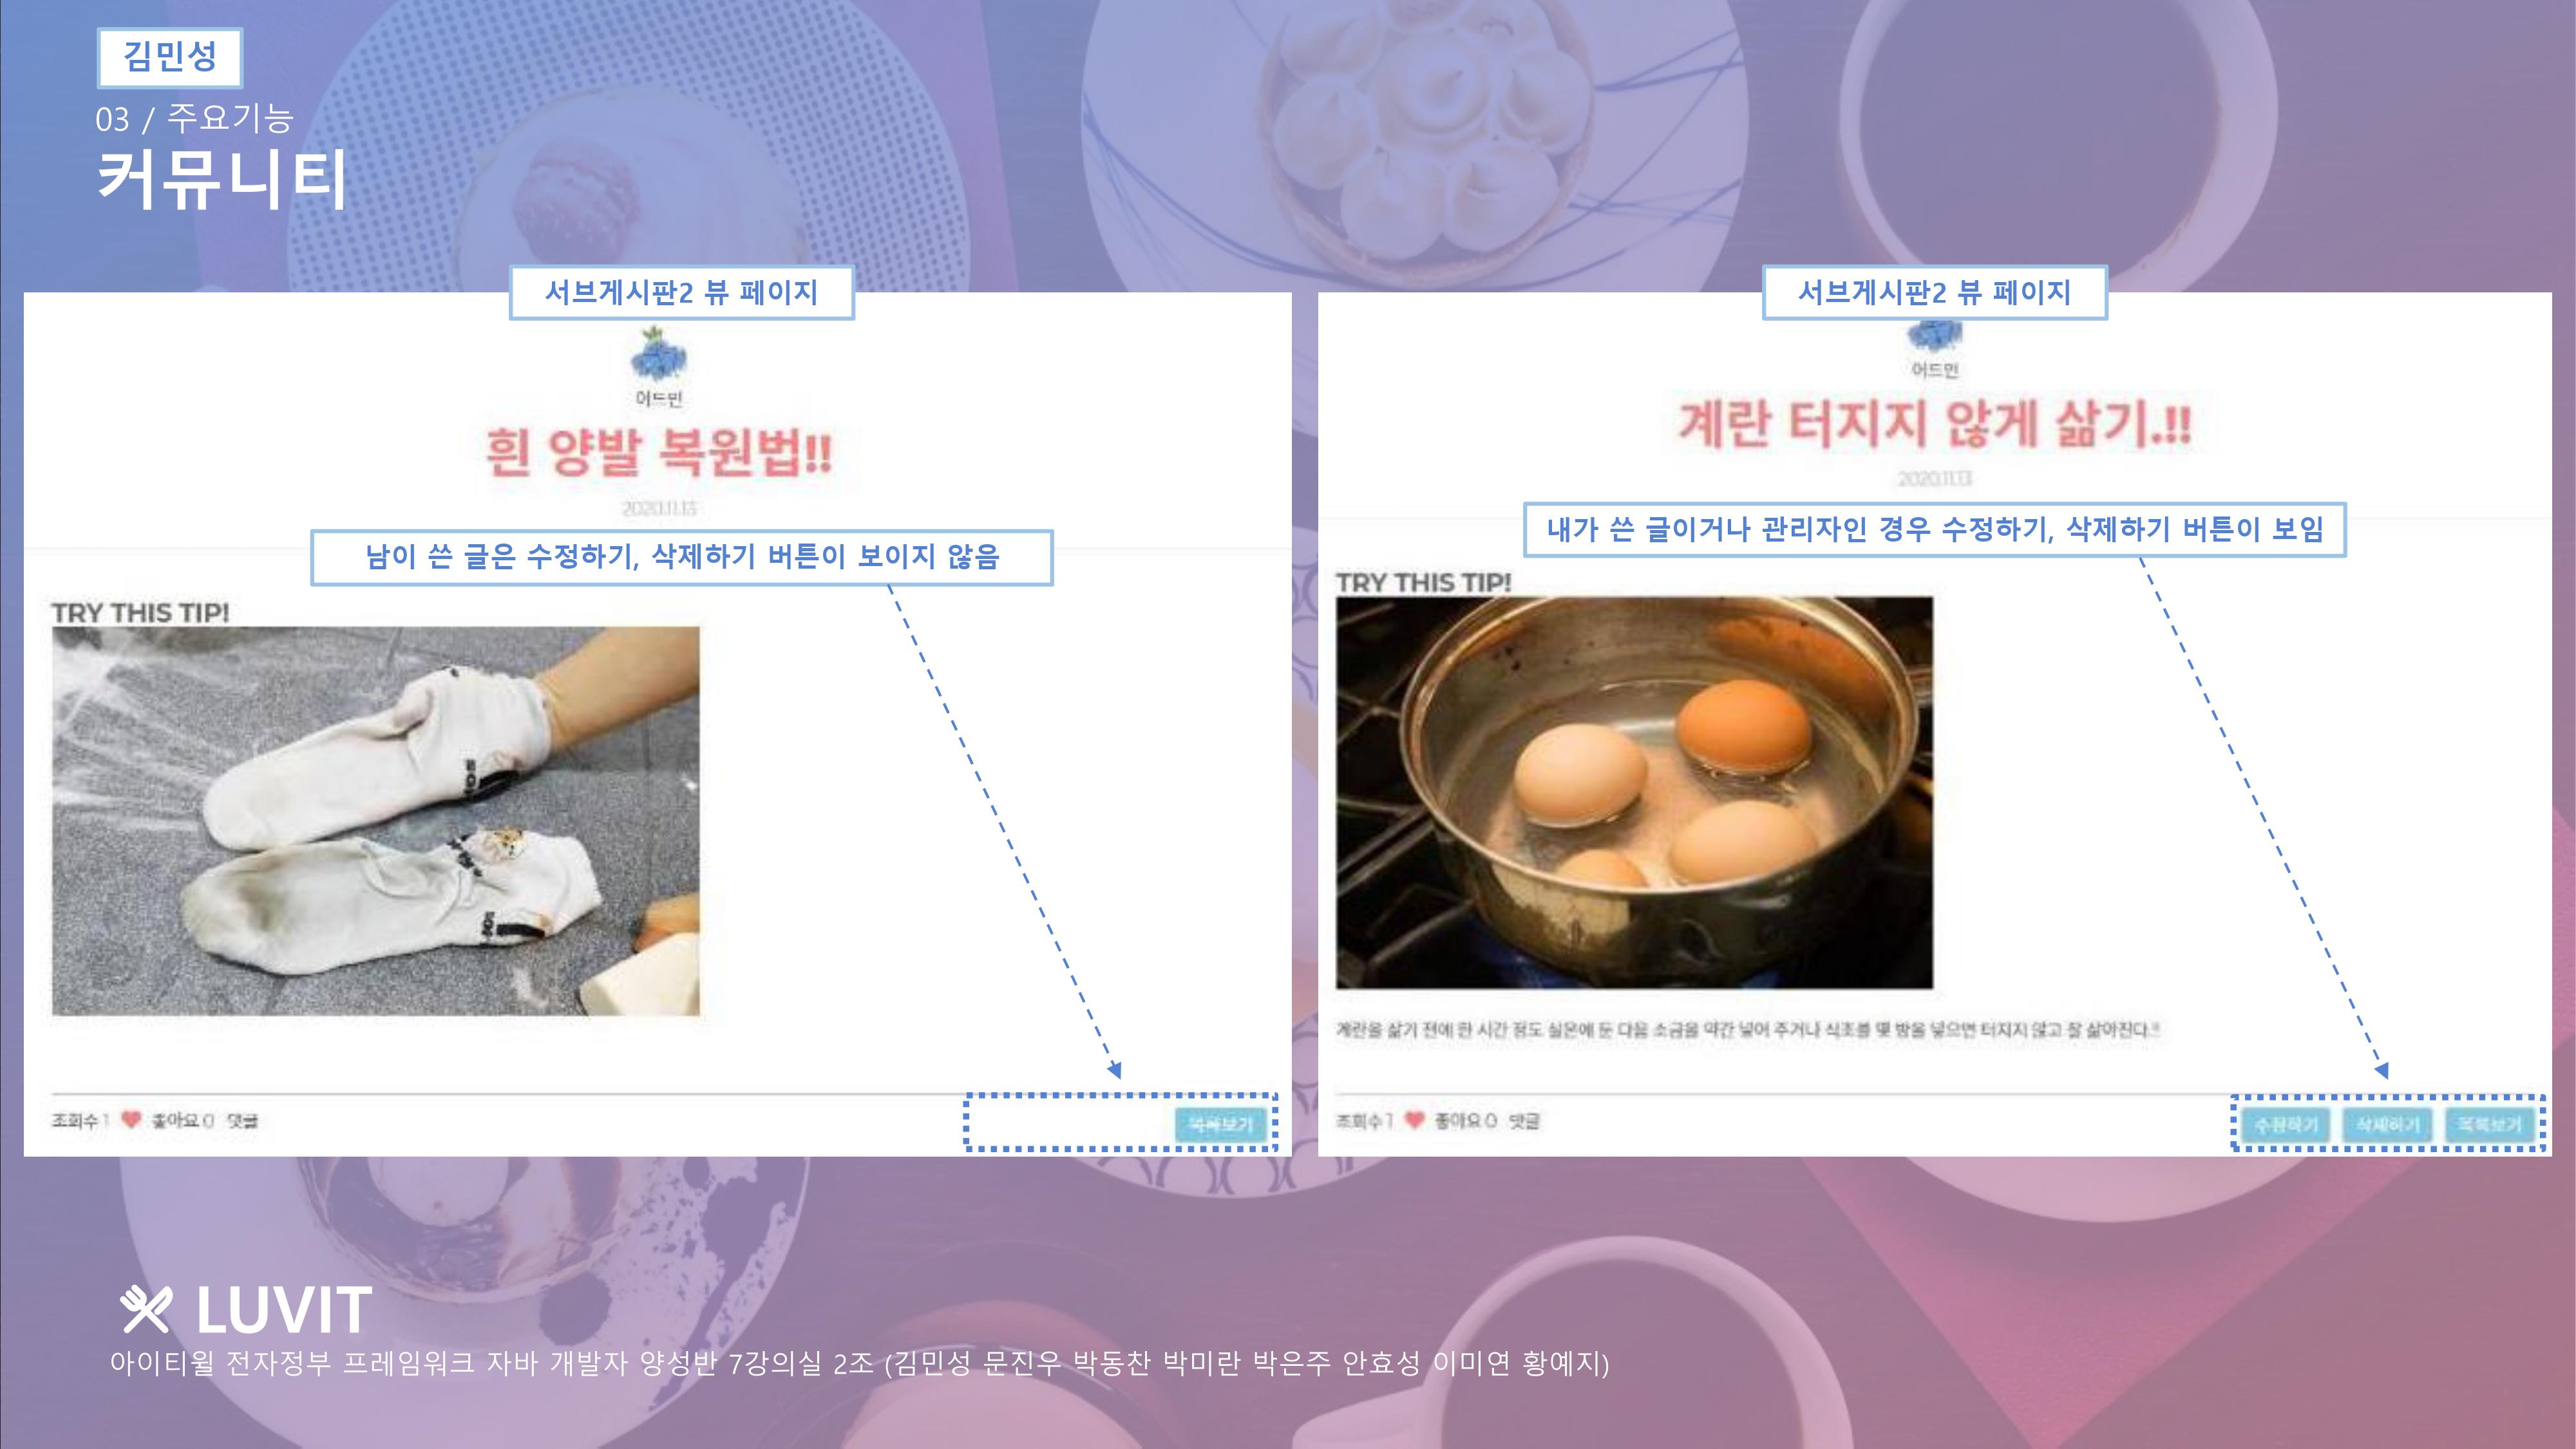 김민성
03 / 주요기능
커뮤니티
서브게시판2 뷰 페이지
어드민
흰 양발 복원법!!
2020.11.13
남이 쓴 글은 수정하기, 삭제하기 버튼이 보이지 않음
TRY THIS TIP!
조회수 1 좋아요 0 댓글
목록보기
서브게시판2 뷰 페이지
어드민
계란 터지지 않게 삶기.!!
2020.11.13
내가 쓴 글이거나 관리자인 경우 수정하기, 삭제하기 버튼이 보임
TRY THIS TIP!
계란을 삶기 전에 한 시간 정도 실온에 둔 다음 소금을 약간 넣어 주거나 식초를 몇 방울 넣으면 터지지 않고 잘 삶아진다.!!
조회수 1 좋아요 0 댓글
수정하기 삭제하기 목록보기
LUVIT
아이티윌 전자정부 프레임워크 자바 개발자 양성반 7강의실 2조 (김민성 문진우 박동찬 박미란 박은주 안효성 이미연 황예지)